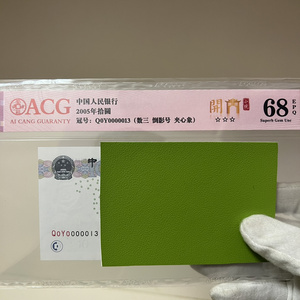 ACG
AI CANG GUARANTY
中国人民银行
2005年拾圆
冠号: Q0Y0000013 (数三 倒影号 夹心象)
開門
☆☆☆
68 EPQ
Superb Gem Unc
中
Q0Y0000013